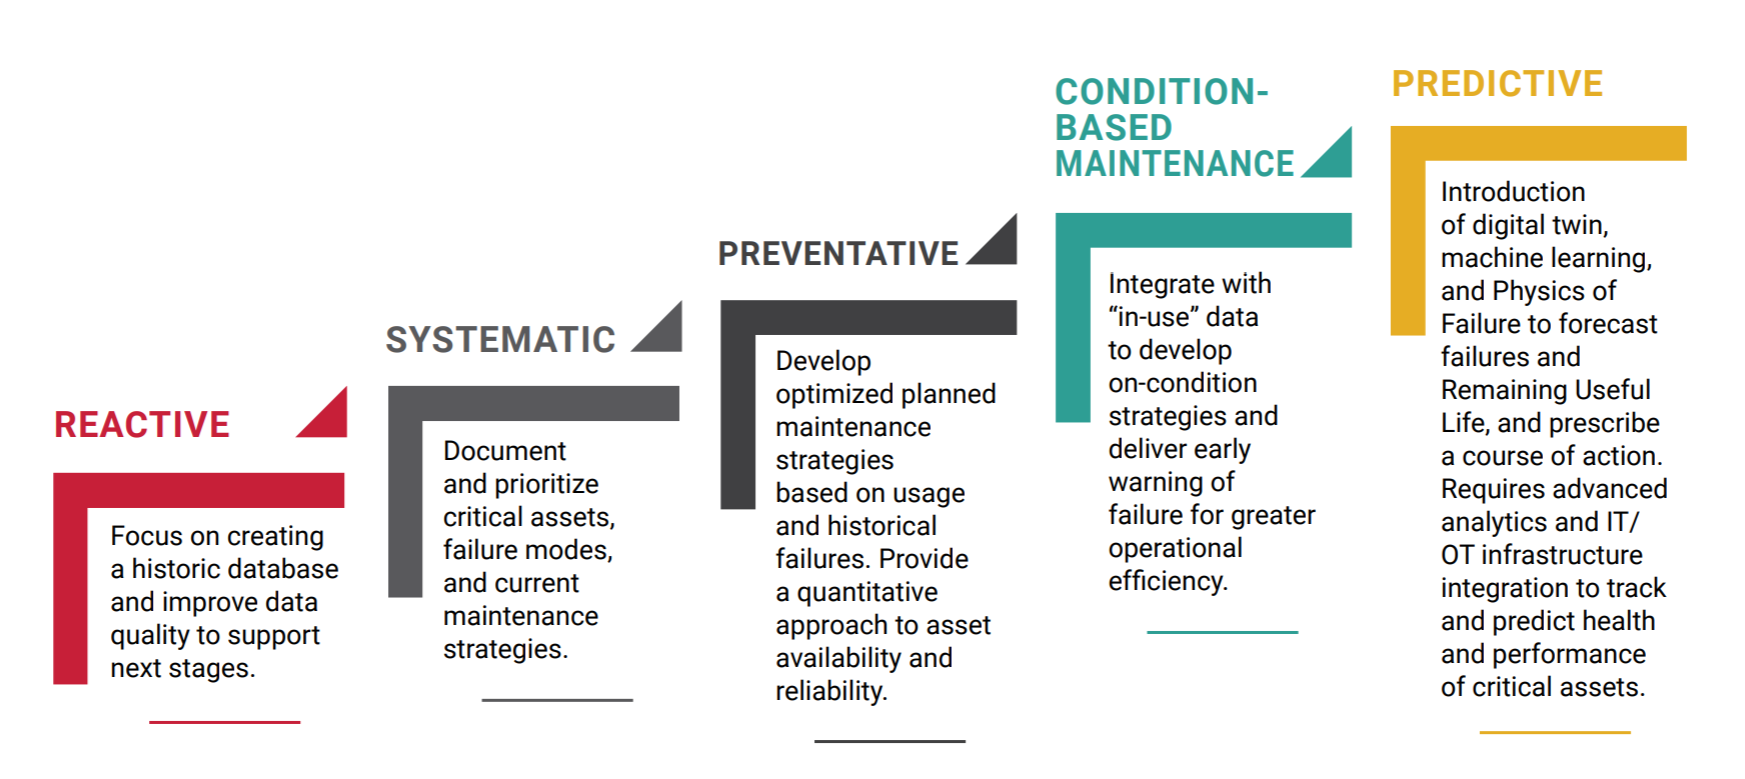 REACTIVE
Focus on creating
a historic database
and improve data
quality to support
next stages.
SYSTEMATIC
Document
and prioritize
critical assets,
failure modes,
and current
maintenance
strategies.
PREVENTATIVE
Develop
optimized planned
maintenance
strategies
based on usage
and historical
failures. Provide
a quantitative
approach to asset
availability and
reliability.
CONDITION-
BASED
MAINTENANCE
Integrate with
“in-use” data
to develop
on-condition
strategies and
deliver early
warning of
failure for greater
operational
efficiency.
PREDICTIVE
Introduction
of digital twin,
machine learning,
and Physics of
Failure to forecast
failures and
Remaining Useful
Life, and prescribe
a course of action.
Requires advanced
analytics and IT/
OT infrastructure
integration to track
and predict health
and performance
of critical assets.